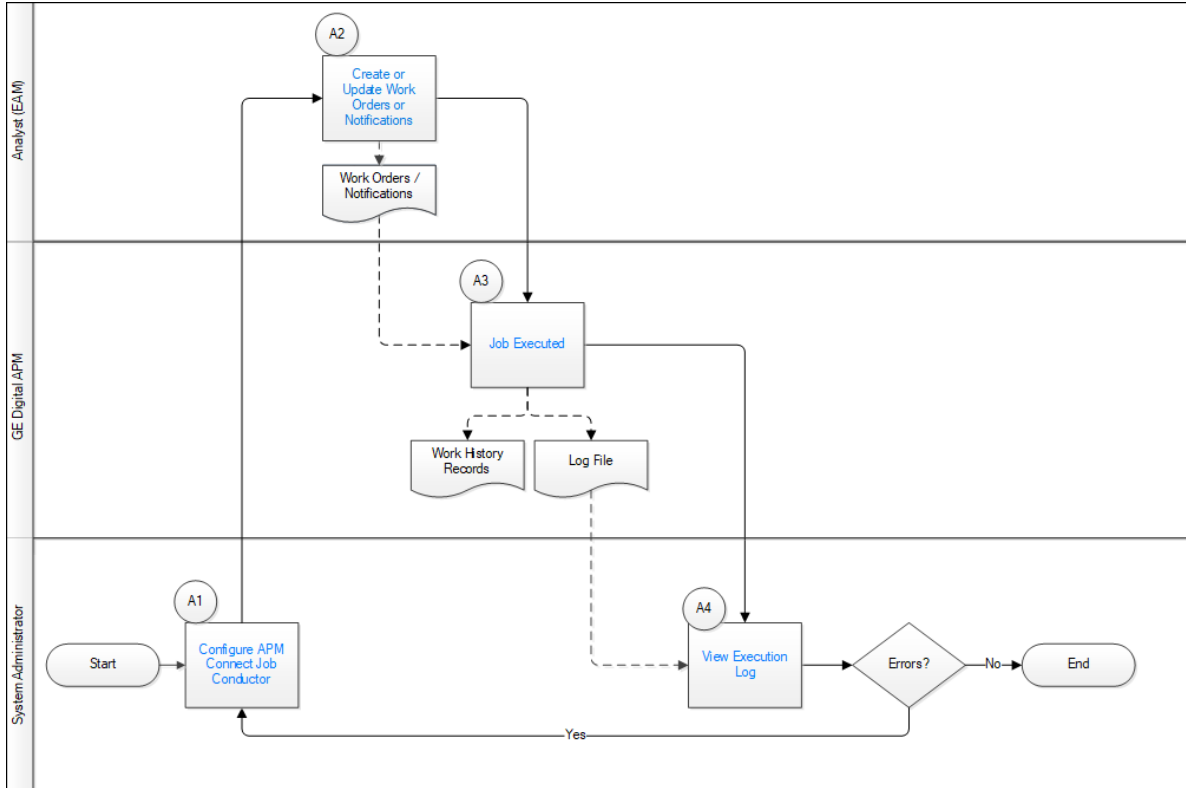 Analyst (EAM)
A2
Create or
Update Work
Orders or
Notifications
Work Orders /
Notifications
GE Digital APM
A3
Job Executed
Work History
Records
Log File
System Administrator
Start
A1
Configure APM
Connect Job
Conductor
A4
View Execution
Log
Errors?
No
End
Yes